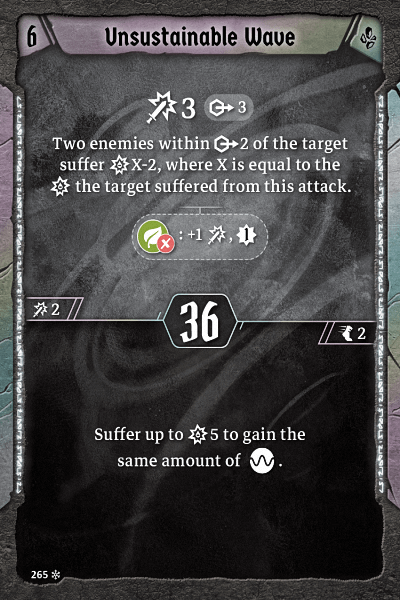 6 Unsustainable Wave
3 3
Two enemies within 2 of the target
suffer X-2, where X is equal to the
the target suffered from this attack.
: +1 , 1
2
36
2
Suffer up to 5 to gain the
same amount of .
265